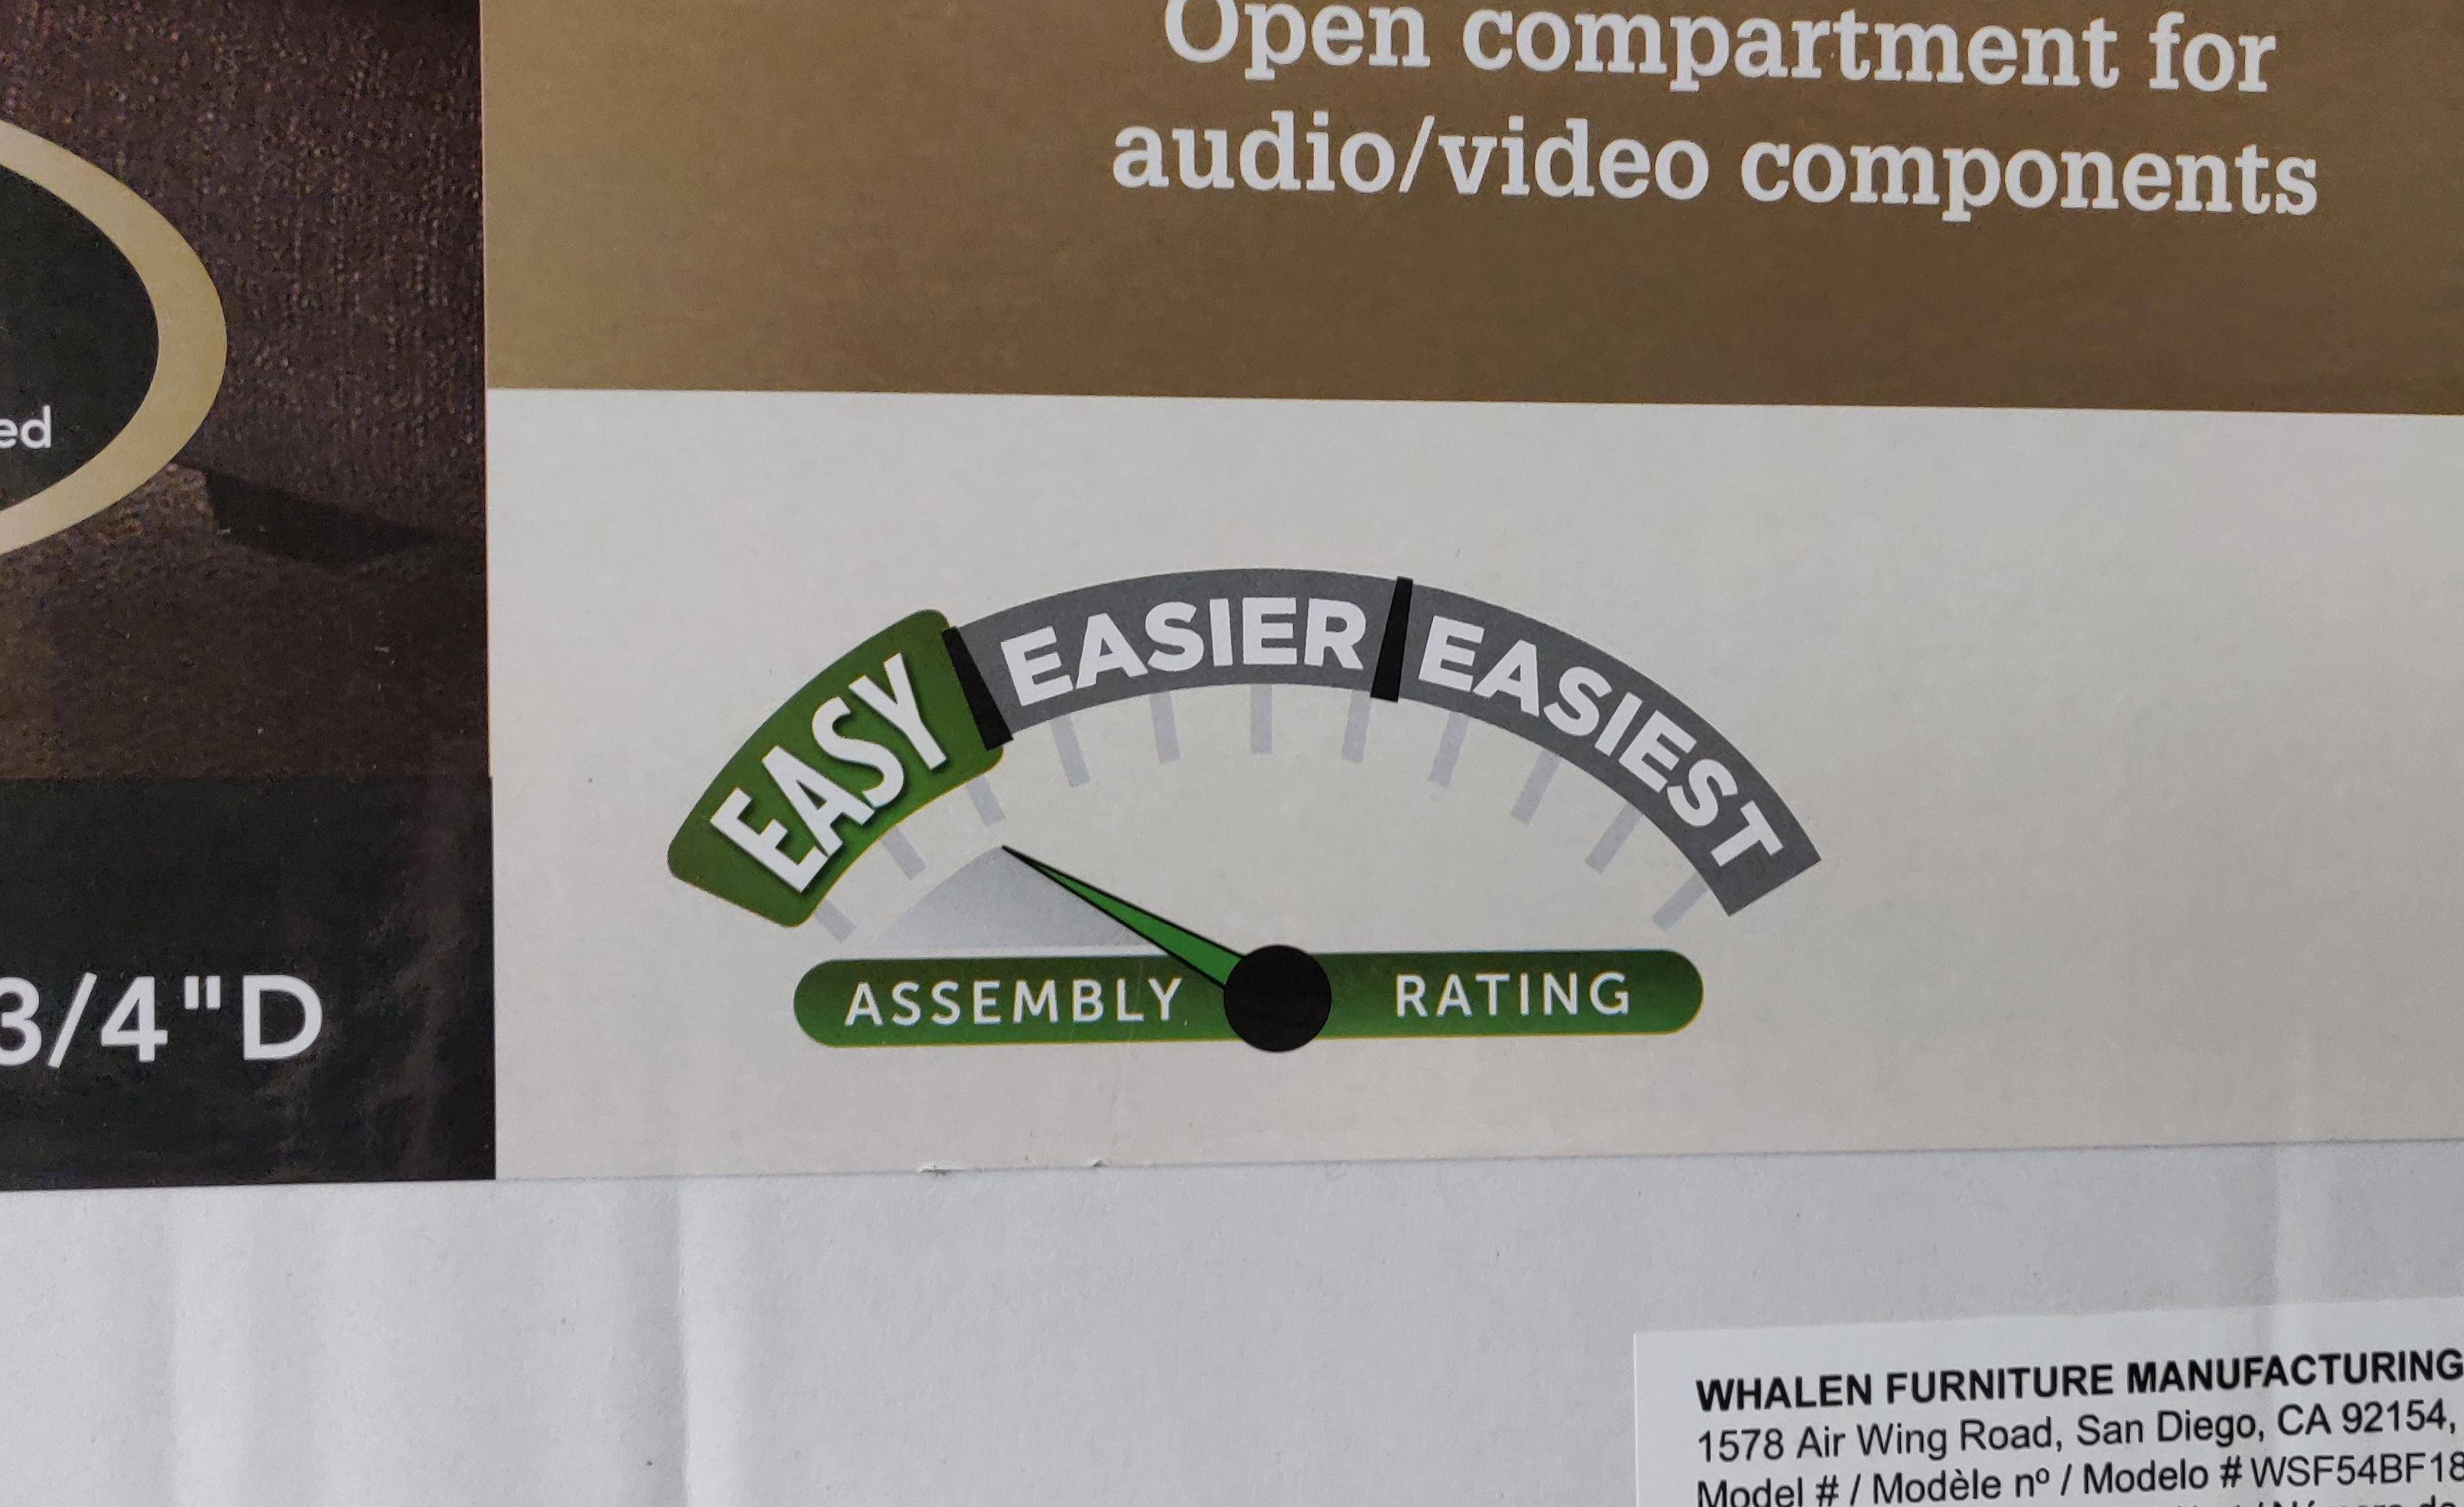 Open compartment for
audio/video components
ed
3/4"D
EASY EASIER EASIEST
ASSEMBLY RATING
WHALEN FURNITURE MANUFACTURING
1578 Air Wing Road, San Diego, CA 92154,
Model # / Modèle nº / Modelo # WSF54BF18